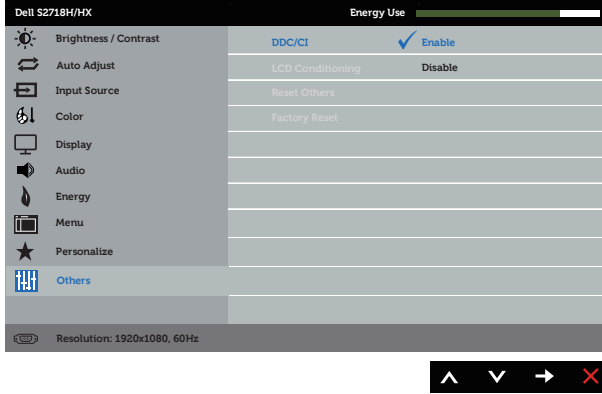 Dell S2718H/HX Energy Use
Brightness / Contrast DDC/CI Enable
Auto Adjust LCD Conditioning Disable
Input Source Reset Others
Color Factory Reset
Display
Audio
Energy
Menu
Personalize
Others
Resolution: 1920x1080, 60Hz